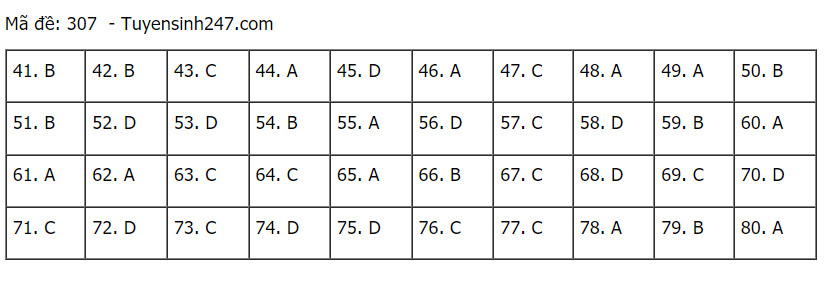 Mã đề: 307 - Tuyensinh247.com
41. B 42. B 43. C 44. A 45. D 46. A 47. C 48. A 49. A 50. B
51. B 52. D 53. D 54. B 55. A 56. D 57. C 58. D 59. B 60. A
61. A 62. A 63. C 64. C 65. A 66. B 67. C 68. D 69. C 70. D
71. C 72. D 73. C 74. D 75. D 76. C 77. C 78. A 79. B 80. A